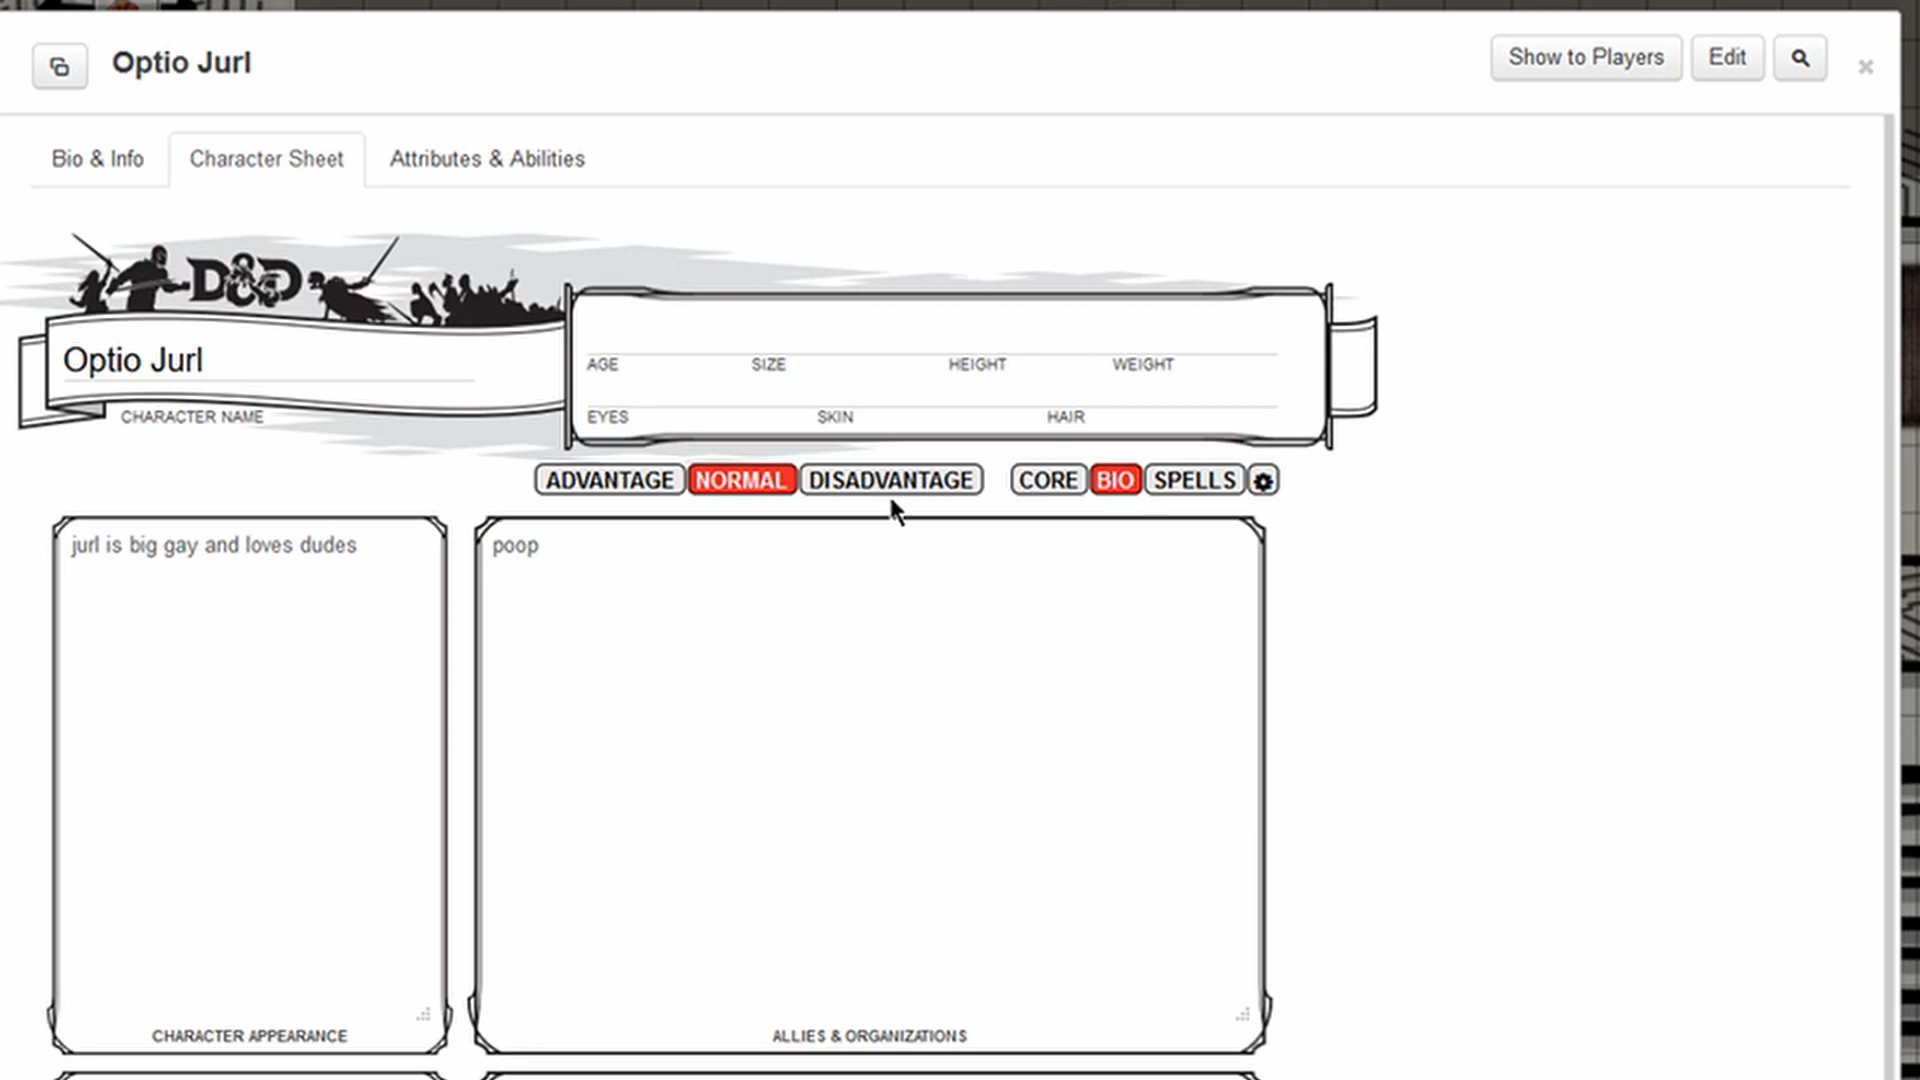 Optio Jurl
Show to Players
Edit
Bio & Info
Character Sheet
Attributes & Abilities
D&D
Optio Jurl
CHARACTER NAME
AGE SIZE HEIGHT WEIGHT
EYES SKIN HAIR
ADVANTAGE NORMAL DISADVANTAGE CORE BIO SPELLS
jurl is big gay and loves dudes
CHARACTER APPEARANCE
poop
ALLIES & ORGANIZATIONS